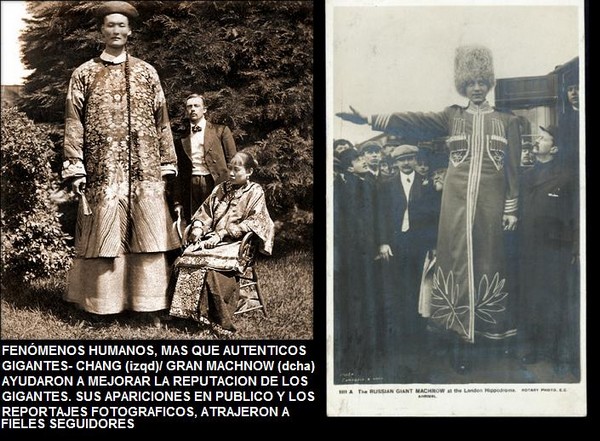 FENÓMENOS HUMANOS, MAS QUE AUTENTICOS
GIGANTES- CHANG (izqd)/ GRAN MACHNOW (dcha)
AYUDARON A MEJORAR LA REPUTACION DE LOS
GIGANTES. SUS APARICIONES EN PUBLICO Y LOS
REPORTAJES FOTOGRAFICOS, ATRAJERON A
FIELES SEGUIDORES
The RUSSIAN GIANT MACHNOW at the London Hippodrome. ROTARY PHOTO. E.C.